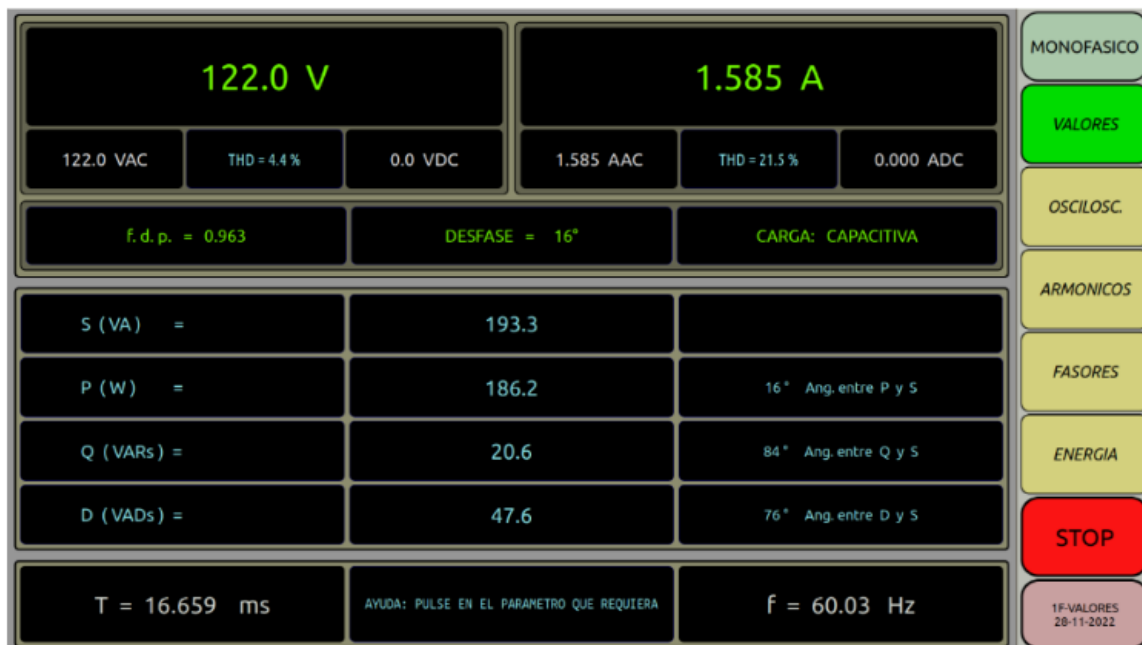 122.0 V
1.585 A
122.0 VAC
THD = 4.4 %
0.0 VDC
1.585 AAC
THD = 21.5 %
0.000 ADC
f. d. p. = 0.963
DESFASE = 16°
CARGA: CAPACITIVA
S (VA) =
193.3
P (W) =
186.2
16° Ang. entre P y S
Q (VARs) =
20.6
84° Ang. entre Q y S
D (VADs) =
47.6
76° Ang. entre D y S
T = 16.659 ms
AYUDA: PULSE EN EL PARAMETRO QUE REQUIERA
f = 60.03 Hz
MONOFASICO
VALORES
OSCILOSC.
ARMONICOS
FASORES
ENERGIA
STOP
1F-VALORES
28-11-2022